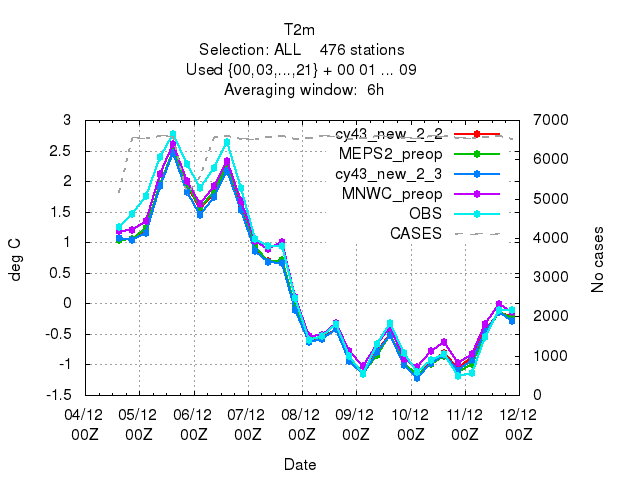 T2m
Selection: ALL 476 stations
Used {00,03,...,21} + 00 01 ... 09
Averaging window: 6h
3 7000
cy43_new_2_2
2.5 MEPS2_preop 6000
cy43_new_2_3
2 MNWC_preop 5000
1.5 OBS
CASES
1 4000
0.5 3000
0 2000
-0.5
-1 1000
-1.5 0
deg C
No cases
04/12 05/12 06/12 07/12 08/12 09/12 10/12 11/12 12/12
00Z 00Z 00Z 00Z 00Z 00Z 00Z 00Z 00Z
Date